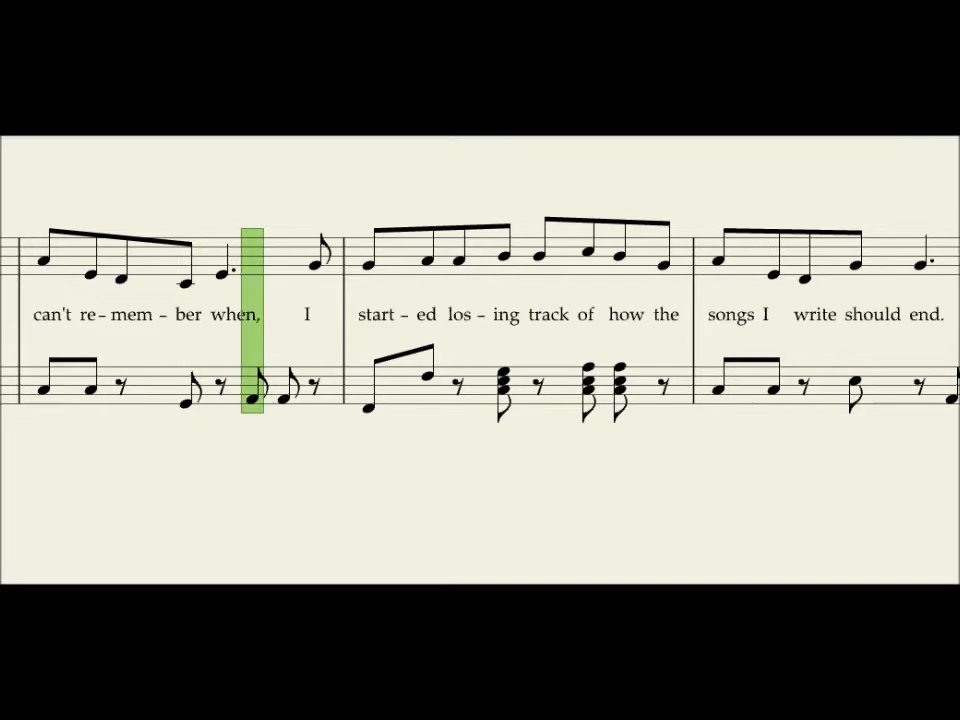 can't re-mem-ber when, I start-ed los-ing track of how the songs I write should end.